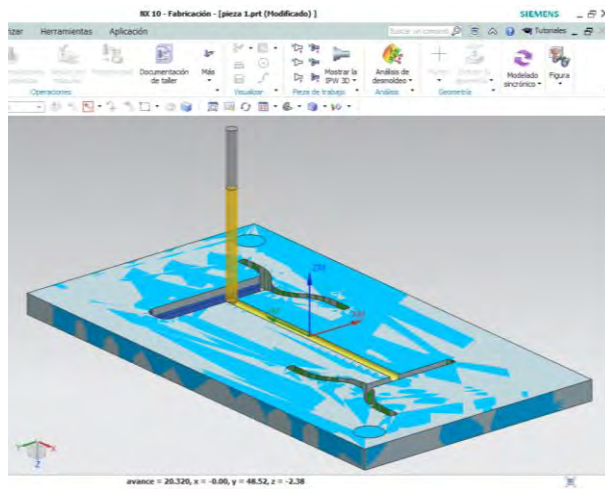 NX 10 - Fabricación - [pieza 1.prt (Modificado) ]
SIEMENS
nzar Herramientas Aplicación
Tutoriales
Documentación de taller
Más
Mostrar la IPW 3D
Análisis de desmoldeo
Modelado sincrónico
Figura
Operaciones
Visualizar
Pieza de trabajo
Análisis
Geometría
ZM
XM
Y
X
Z
avance = 20.320, x = -0.00, y = 48.52, z = -2.38